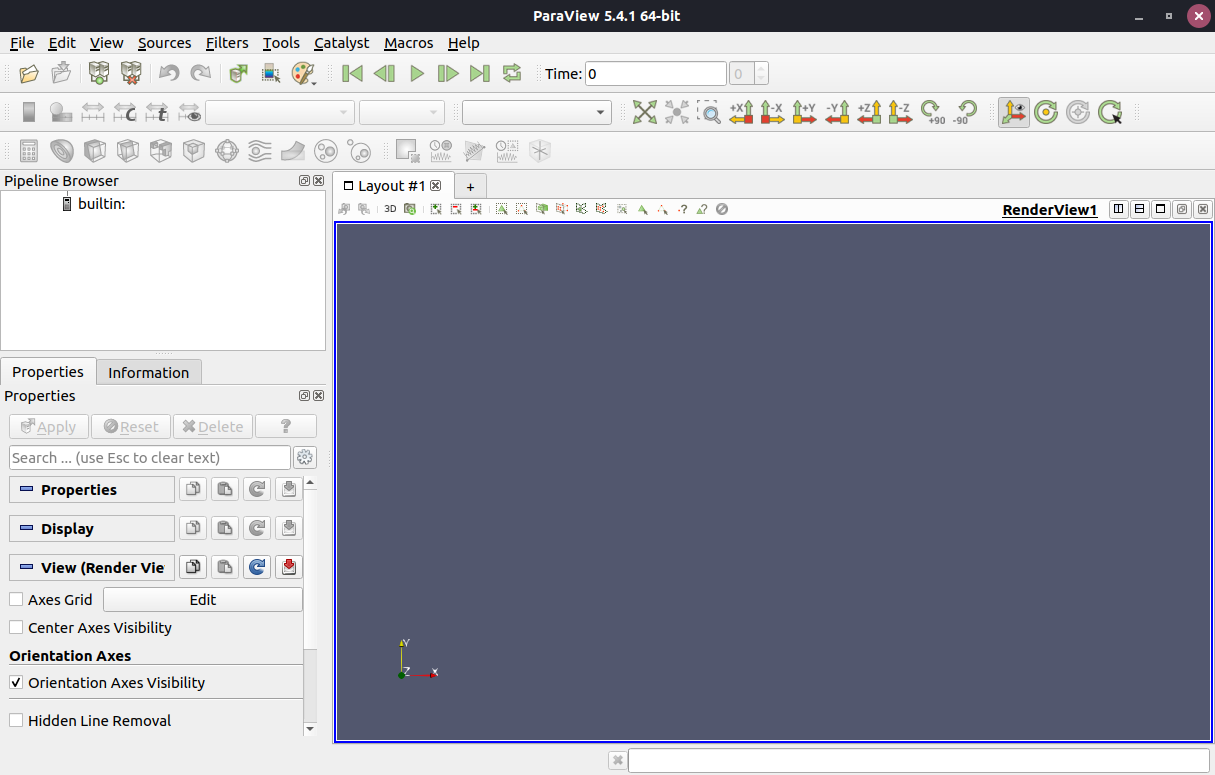 ParaView 5.4.1 64-bit
File Edit View Sources Filters Tools Catalyst Macros Help
Time: 0 0
C t +X -X +Y -Y +Z -Z +90 -90
Pipeline Browser
builtin:
Layout #1 +
3D ? ? RenderView1
Properties Information
Properties
Apply Reset Delete ?
Search ... (use Esc to clear text)
Properties
Display
View (Render Vie
Axes Grid Edit
Center Axes Visibility
Orientation Axes
Orientation Axes Visibility
Hidden Line Removal
Y
Z X